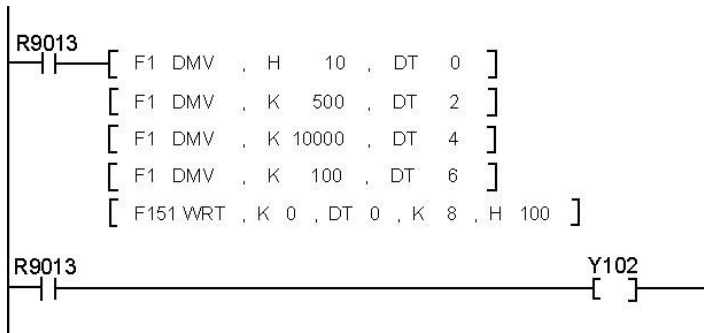 R9013
[ F1 DMV , H 10 , DT 0 ]
[ F1 DMV , K 500 , DT 2 ]
[ F1 DMV , K 10000 , DT 4 ]
[ F1 DMV , K 100 , DT 6 ]
[ F151 WRT , K 0 , DT 0 , K 8 , H 100 ]
R9013 Y102
[ ]